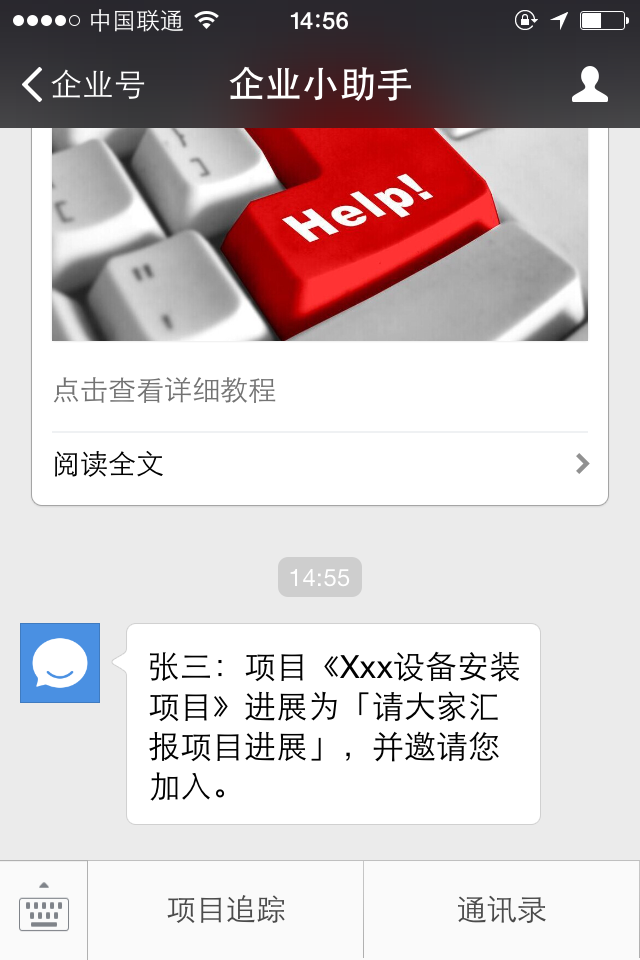 中国联通
14:56
企业号
企业小助手
Help!
点击查看详细教程
阅读全文
14:55
张三：项目《Xxx设备安装
项目》进展为「请大家汇
报项目进展」，并邀请您
加入。
项目追踪
通讯录